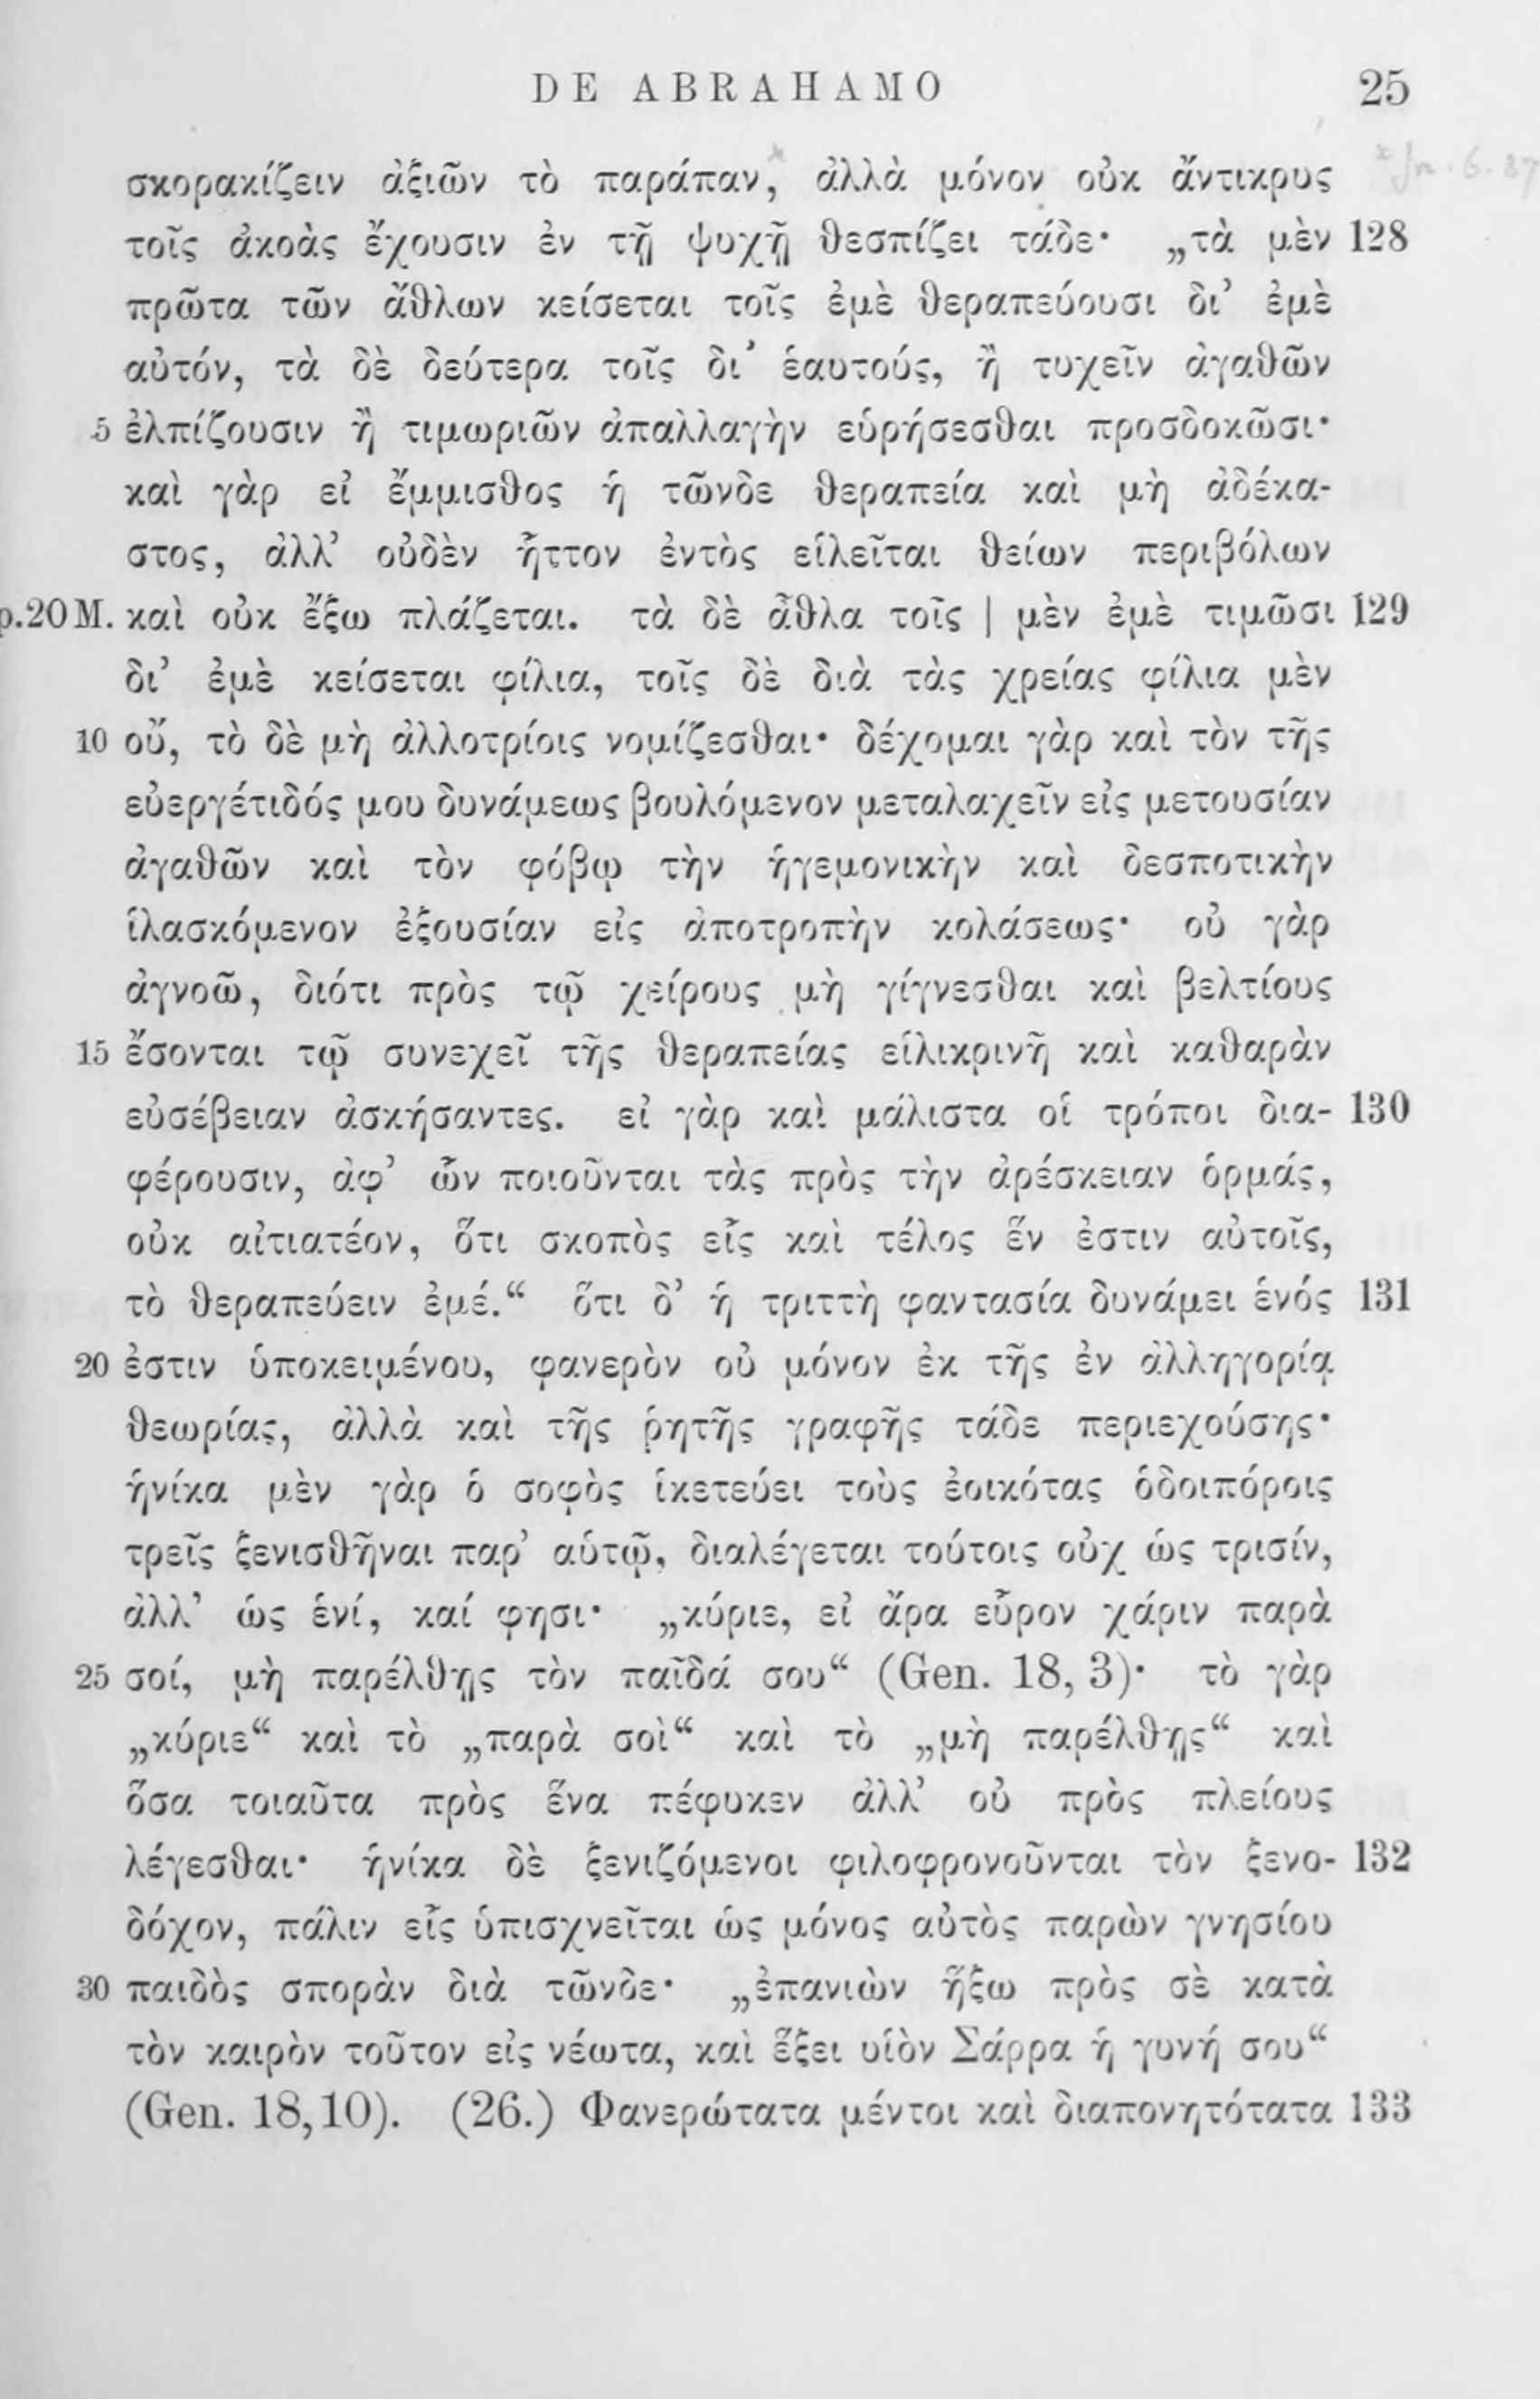 DE ABRAHAMO 25
σκορακίζειν ἀξιῶν τὸ παράπαν, ἀλλὰ μόνον οὐκ ἄντικρυς
τοῖς ἀκοὰς ἔχουσιν ἐν τῇ ψυχῇ θεσπίζει τάδε· „τὰ μὲν 128
πρῶτα τῶν ἄθλων κείσεται τοῖς ἐμὲ θεραπεύουσι δι’ ἐμὲ
αὐτόν, τὰ δὲ δεύτερα τοῖς δι’ ἑαυτούς, ἢ τυχεῖν ἀγαθῶν
5 ἐλπίζουσιν ἢ τιμωριῶν ἀπαλλαγὴν εὑρήσεσθαι προσδοκῶσι·
καὶ γὰρ εἰ ἔμμισθος ἡ τῶνδε θεραπεία καὶ μὴ ἀδέκα-
στος, ἀλλ’ οὐδὲν ἧττον ἐντὸς εἱλεῖται θείων περιβόλων
p.20 M. καὶ οὐκ ἔξω πλάζεται. τὰ δὲ ἆθλα τοῖς | μὲν ἐμὲ τιμῶσι 129
δι’ ἐμὲ κείσεται φίλια, τοῖς δὲ διὰ τὰς χρείας φίλια μὲν
10 οὔ, τὸ δὲ μὴ ἀλλοτρίοις νομίζεσθαι· δέχομαι γὰρ καὶ τὸν τῆς
εὐεργέτιδός μου δυνάμεως βουλόμενον μεταλαχεῖν εἰς μετουσίαν
ἀγαθῶν καὶ τὸν φόβῳ τὴν ἡγεμονικὴν καὶ δεσποτικὴν
ἱλασκόμενον ἐξουσίαν εἰς ἀποτροπὴν κολάσεως· οὐ γὰρ
ἀγνοῶ, διότι πρὸς τῷ χείρους μὴ γίγνεσθαι καὶ βελτίους
15 ἔσονται τῷ συνεχεῖ τῆς θεραπείας εἱλικρινῆ καὶ καθαρὰν
εὐσέβειαν ἀσκήσαντες. εἰ γὰρ καὶ μάλιστα οἱ τρόποι δια- 130
φέρουσιν, ἀφ’ ὧν ποιοῦνται τὰς πρὸς τὴν ἀρέσκειαν ὁρμάς,
οὐκ αἰτιατέον, ὅτι σκοπὸς εἷς καὶ τέλος ἕν ἐστιν αὐτοῖς,
τὸ θεραπεύειν ἐμέ.“ ὅτι δ’ ἡ τριττὴ φαντασία δυνάμει ἑνός 131
20 ἐστιν ὑποκειμένου, φανερὸν οὐ μόνον ἐκ τῆς ἐν ἀλληγορίᾳ
θεωρίας, ἀλλὰ καὶ τῆς ῥητῆς γραφῆς τάδε περιεχούσης·
ἡνίκα μὲν γὰρ ὁ σοφὸς ἱκετεύει τοὺς ἐοικότας ὁδοιπόροις
τρεῖς ξενισθῆναι παρ’ αὑτῷ, διαλέγεται τούτοις οὐχ ὡς τρισίν,
ἀλλ’ ὡς ἑνί, καί φησι· „κύριε, εἰ ἄρα εὗρον χάριν παρὰ
25 σοί, μὴ παρέλθῃς τὸν παῖδά σου“ (Gen. 18, 3)· τὸ γὰρ
„κύριε“ καὶ τὸ „παρὰ σοὶ“ καὶ τὸ „μὴ παρέλθῃς“ καὶ
ὅσα τοιαῦτα πρὸς ἕνα πέφυκεν ἀλλ’ οὐ πρὸς πλείους
λέγεσθαι· ἡνίκα δὲ ξενιζόμενοι φιλοφρονοῦνται τὸν ξενο- 132
δόχον, πάλιν εἷς ὑπισχνεῖται ὡς μόνος αὐτὸς παρὼν γνησίου
30 παιδὸς σπορὰν διὰ τῶνδε· „ἐπανιὼν ἥξω πρὸς σὲ κατὰ
τὸν καιρὸν τοῦτον εἰς νέωτα, καὶ ἕξει υἱὸν Σάρρα ἡ γυνή σου“
(Gen. 18,10). (26.) Φανερώτατα μέντοι καὶ διαπονητότατα 133